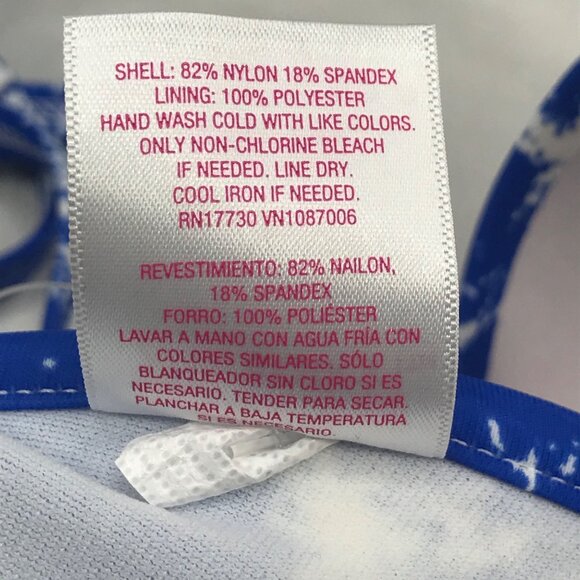 SHELL: 82% NYLON 18% SPANDEX
LINING: 100% POLYESTER
HAND WASH COLD WITH LIKE COLORS.
ONLY NON-CHLORINE BLEACH
IF NEEDED. LINE DRY.
COOL IRON IF NEEDED.
RN17730 VN1087006
REVESTIMIENTO: 82% NAILON,
18% SPANDEX
FORRO: 100% POLIÉSTER
LAVAR A MANO CON AGUA FRÍA CON
COLORES SIMILARES. SÓLO
BLANQUEADOR SIN CLORO SI ES
NECESARIO. TENDER PARA SECAR.
PLANCHAR A BAJA TEMPERATURA
SI ES NECESARIO.